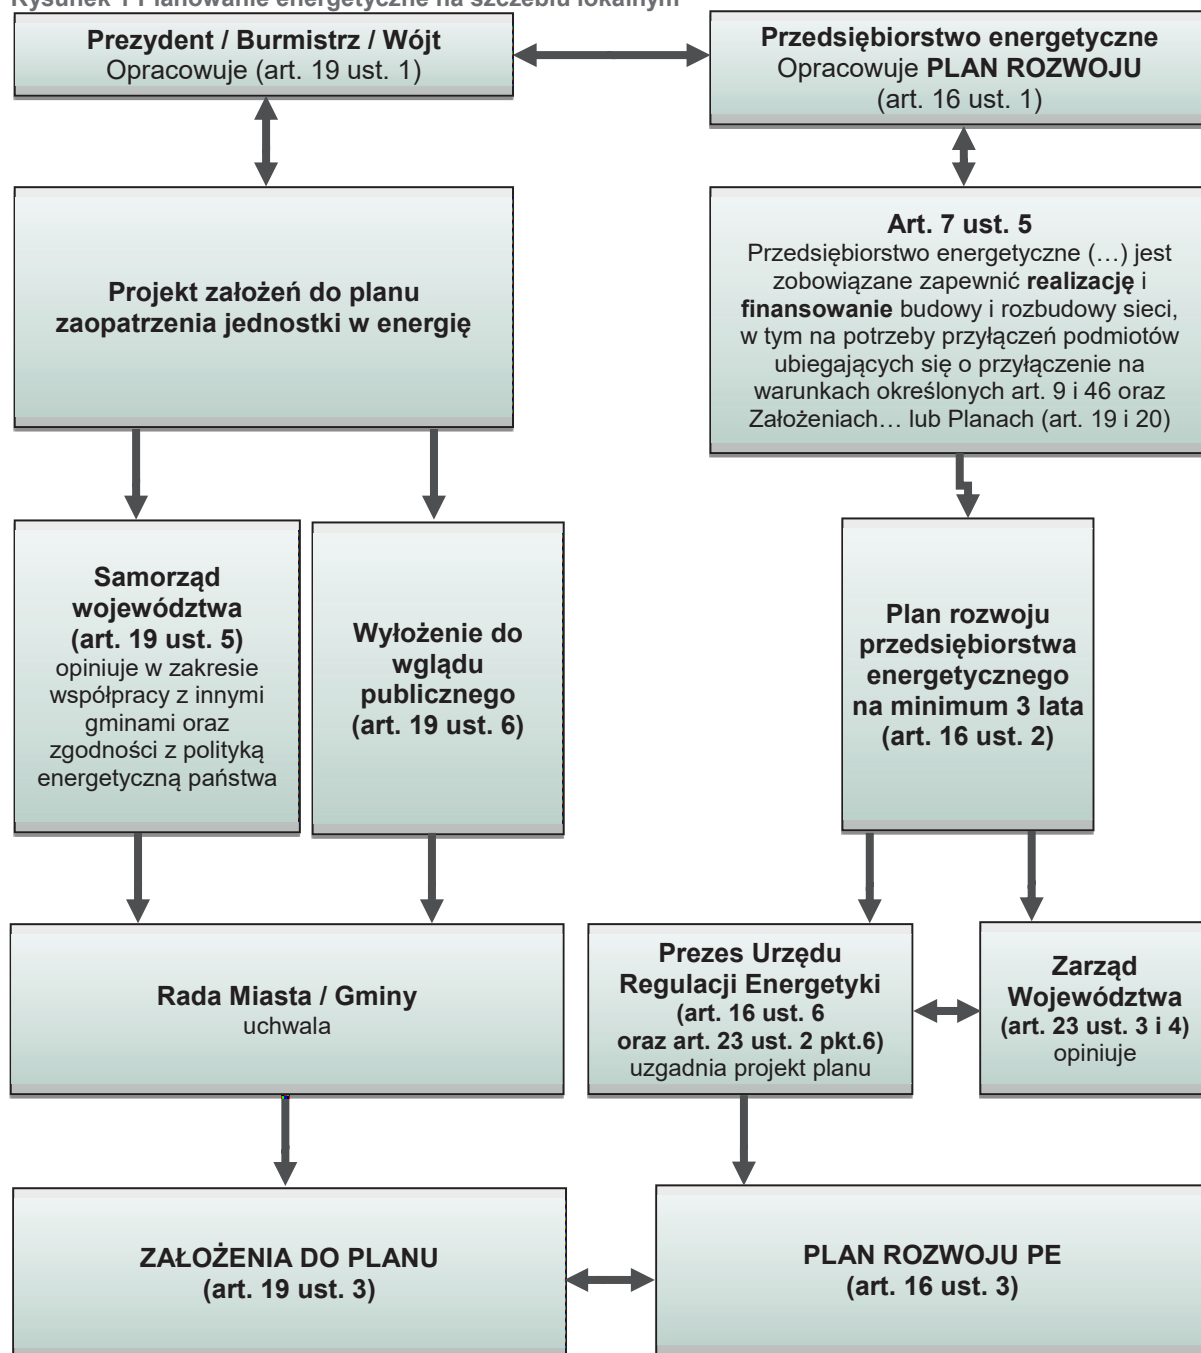 Rysunek 1 Planowanie energetyczne na szczeblu lokalnym
Prezydent / Burmistrz / Wójt
Opracowuje (art. 19 ust. 1)
Przedsiębiorstwo energetyczne
Opracowuje PLAN ROZWOJU
(art. 16 ust. 1)
Projekt założeń do planu
zaopatrzenia jednostki w energię
Art. 7 ust. 5
Przedsiębiorstwo energetyczne (…) jest
zobowiązane zapewnić realizację i
finansowanie budowy i rozbudowy sieci,
w tym na potrzeby przyłączeń podmiotów
ubiegających się o przyłączenie na
warunkach określonych art. 9 i 46 oraz
Założeniach… lub Planach (art. 19 i 20)
Samorząd
województwa
(art. 19 ust. 5)
opiniuje w zakresie
współpracy z innymi
gminami oraz
zgodności z polityką
energetyczną państwa
Wyłożenie do
wglądu
publicznego
(art. 19 ust. 6)
Plan rozwoju
przedsiębiorstwa
energetycznego
na minimum 3 lata
(art. 16 ust. 2)
Rada Miasta / Gminy
uchwala
Prezes Urzędu
Regulacji Energetyki
(art. 16 ust. 6
oraz art. 23 ust. 2 pkt.6)
uzgadnia projekt planu
Zarząd
Województwa
(art. 23 ust. 3 i 4)
opiniuje
ZAŁOŻENIA DO PLANU
(art. 19 ust. 3)
PLAN ROZWOJU PE
(art. 16 ust. 3)